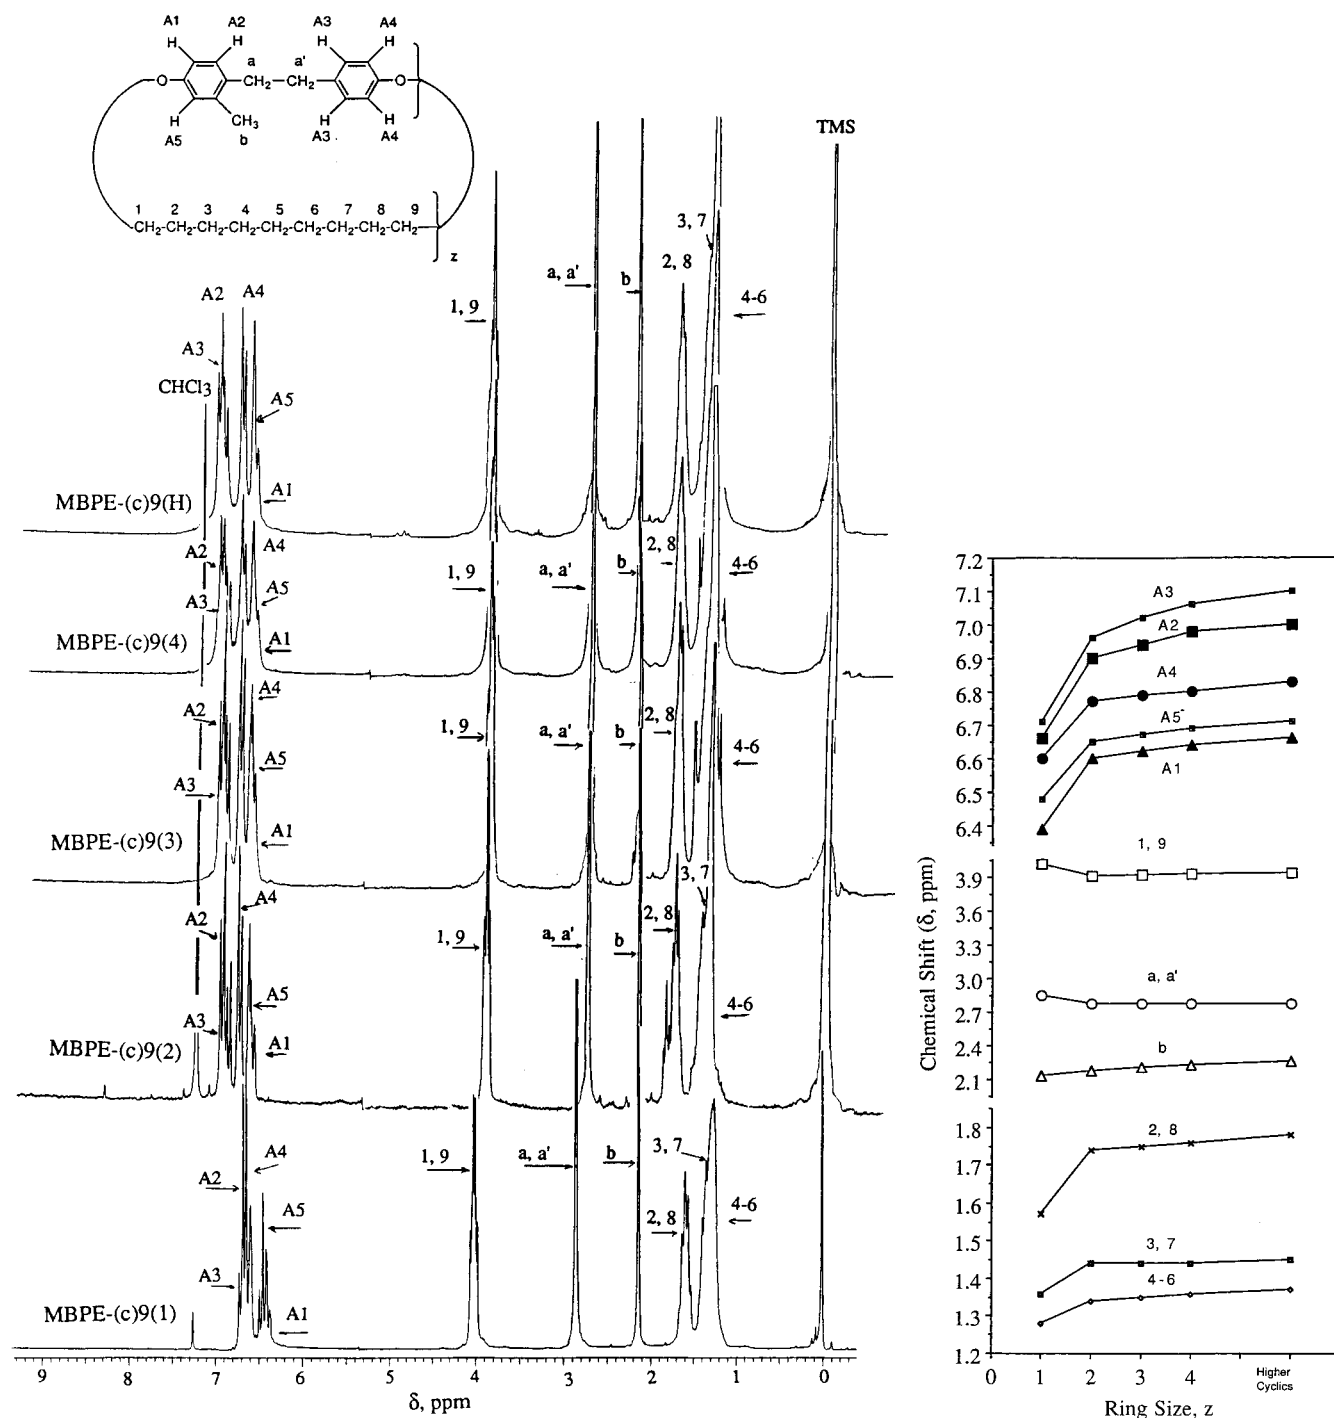 A1 A2 A3 A4
H H H H
a a'
O CH₂ CH₂ O
H CH₃ H H
A5 b A3 A4
1 2 3 4 5 6 7 8 9
CH₂-CH₂-CH₂-CH₂-CH₂-CH₂-CH₂-CH₂-CH₂
z
TMS
A2 A4
A3
CHCl3
A5
A1
MBPE-(c)9(H)
1, 9
a, a'
b
2, 8
3, 7
4-6
A2 A4
A5
A3
A1
MBPE-(c)9(4)
1, 9
a, a'
b
2, 8
4-6
A4
A2
A5
A3
A1
MBPE-(c)9(3)
1, 9
a, a'
b
2, 8
4-6
A4
A2
A5
A3
A1
MBPE-(c)9(2)
1, 9
a, a'
b
2, 8
3, 7
4-6
A4
A2
A5
A3
A1
MBPE-(c)9(1)
1, 9
a, a'
b
3, 7
2, 8
4-6
9 8 7 6 5 4 3 2 1 0
δ, ppm
7.2
7.1
7.0
6.9
6.8
6.7
6.6
6.5
6.4
3.9
3.6
3.3
3.0
2.7
2.4
2.1
1.8
1.7
1.6
1.5
1.4
1.3
1.2
Chemical Shift (δ, ppm)
A3
A2
A4
A5
A1
1, 9
a, a'
b
2, 8
3, 7
4-6
0 1 2 3 4 Higher
Cyclics
Ring Size, z